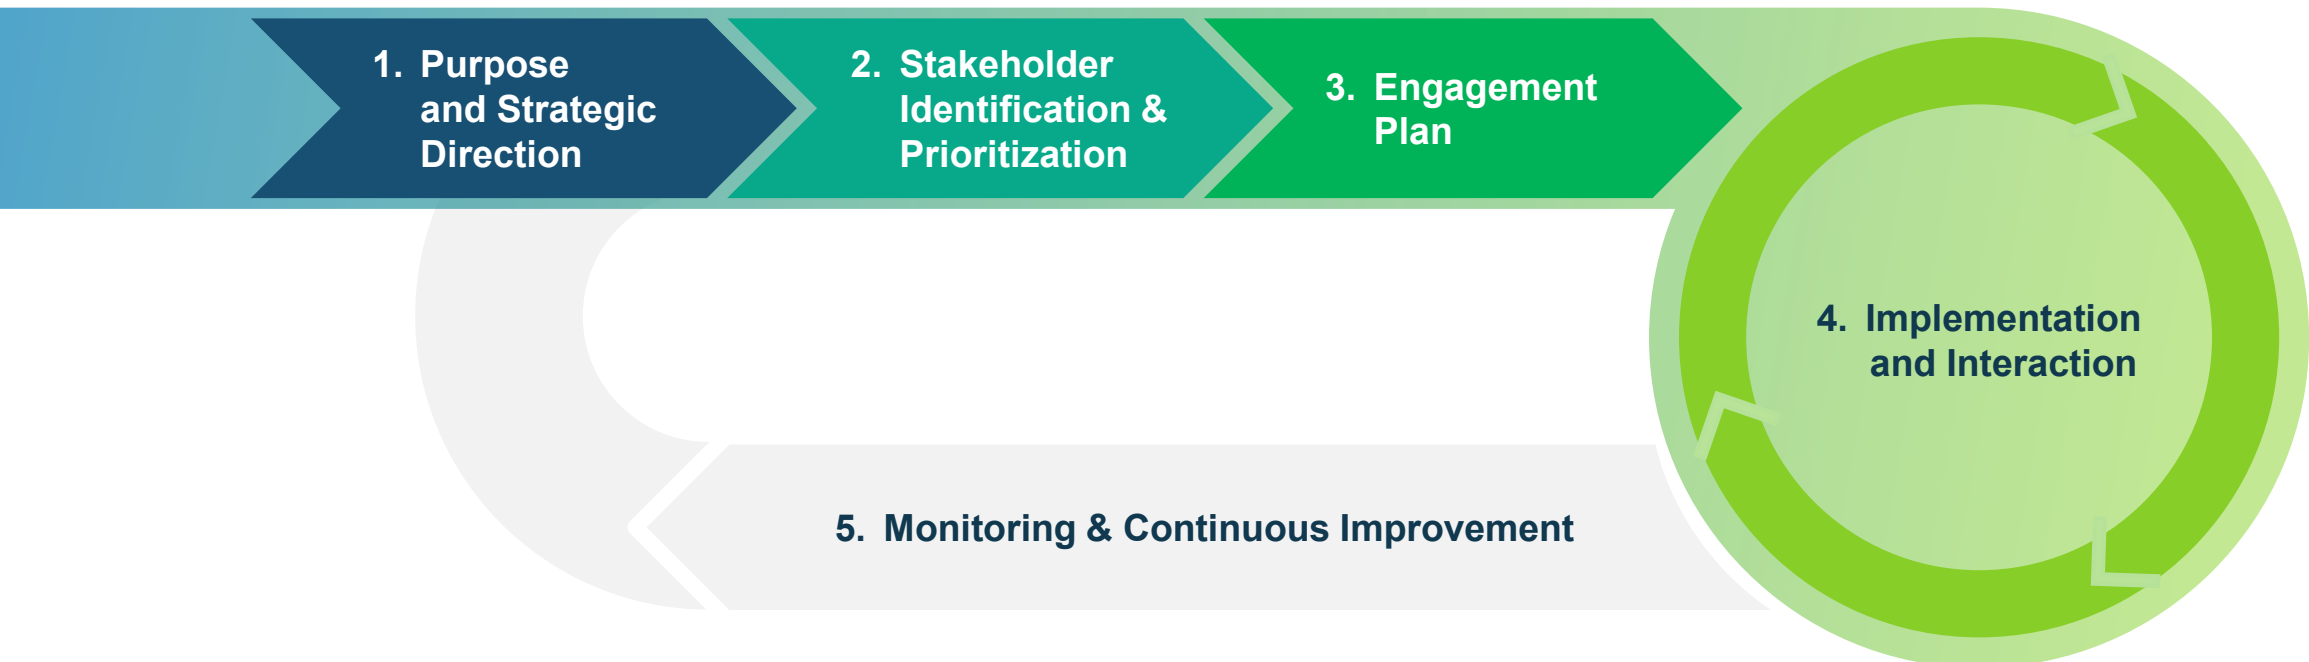 1. Purpose
and Strategic
Direction
2. Stakeholder
Identification &
Prioritization
3. Engagement
Plan
4. Implementation
and Interaction
5. Monitoring & Continuous Improvement